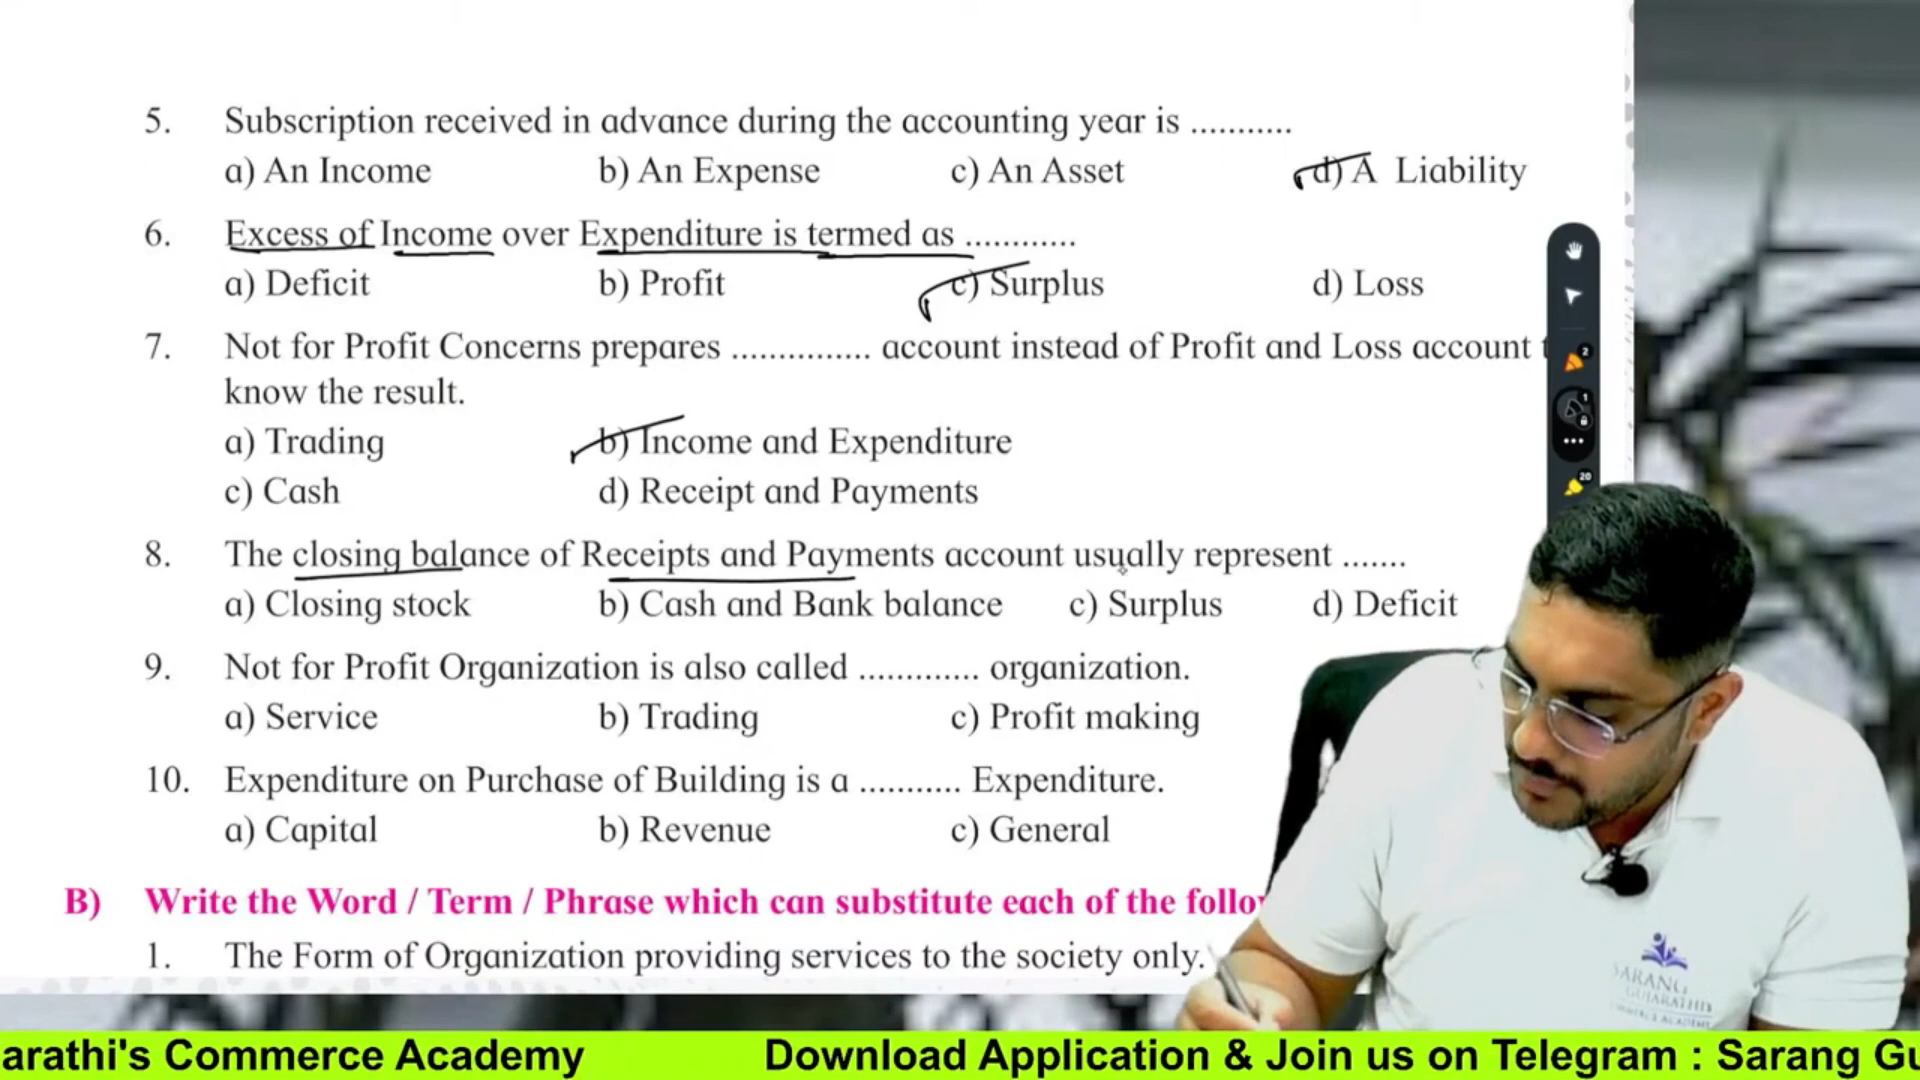 5. Subscription received in advance during the accounting year is ...........
a) An Income b) An Expense c) An Asset d) A Liability
6. Excess of Income over Expenditure is termed as ............
a) Deficit b) Profit c) Surplus d) Loss
7. Not for Profit Concerns prepares ............... account instead of Profit and Loss account
know the result.
a) Trading b) Income and Expenditure
c) Cash d) Receipt and Payments
8. The closing balance of Receipts and Payments account usually represent .......
a) Closing stock b) Cash and Bank balance c) Surplus d) Deficit
9. Not for Profit Organization is also called ............. organization.
a) Service b) Trading c) Profit making
10. Expenditure on Purchase of Building is a ........... Expenditure.
a) Capital b) Revenue c) General
B) Write the Word / Term / Phrase which can substitute each of the follo
1. The Form of Organization providing services to the society only.
2
1
20
SARANG
GUJARATHI'S
arathi's Commerce Academy Download Application & Join us on Telegram : Sarang Gu